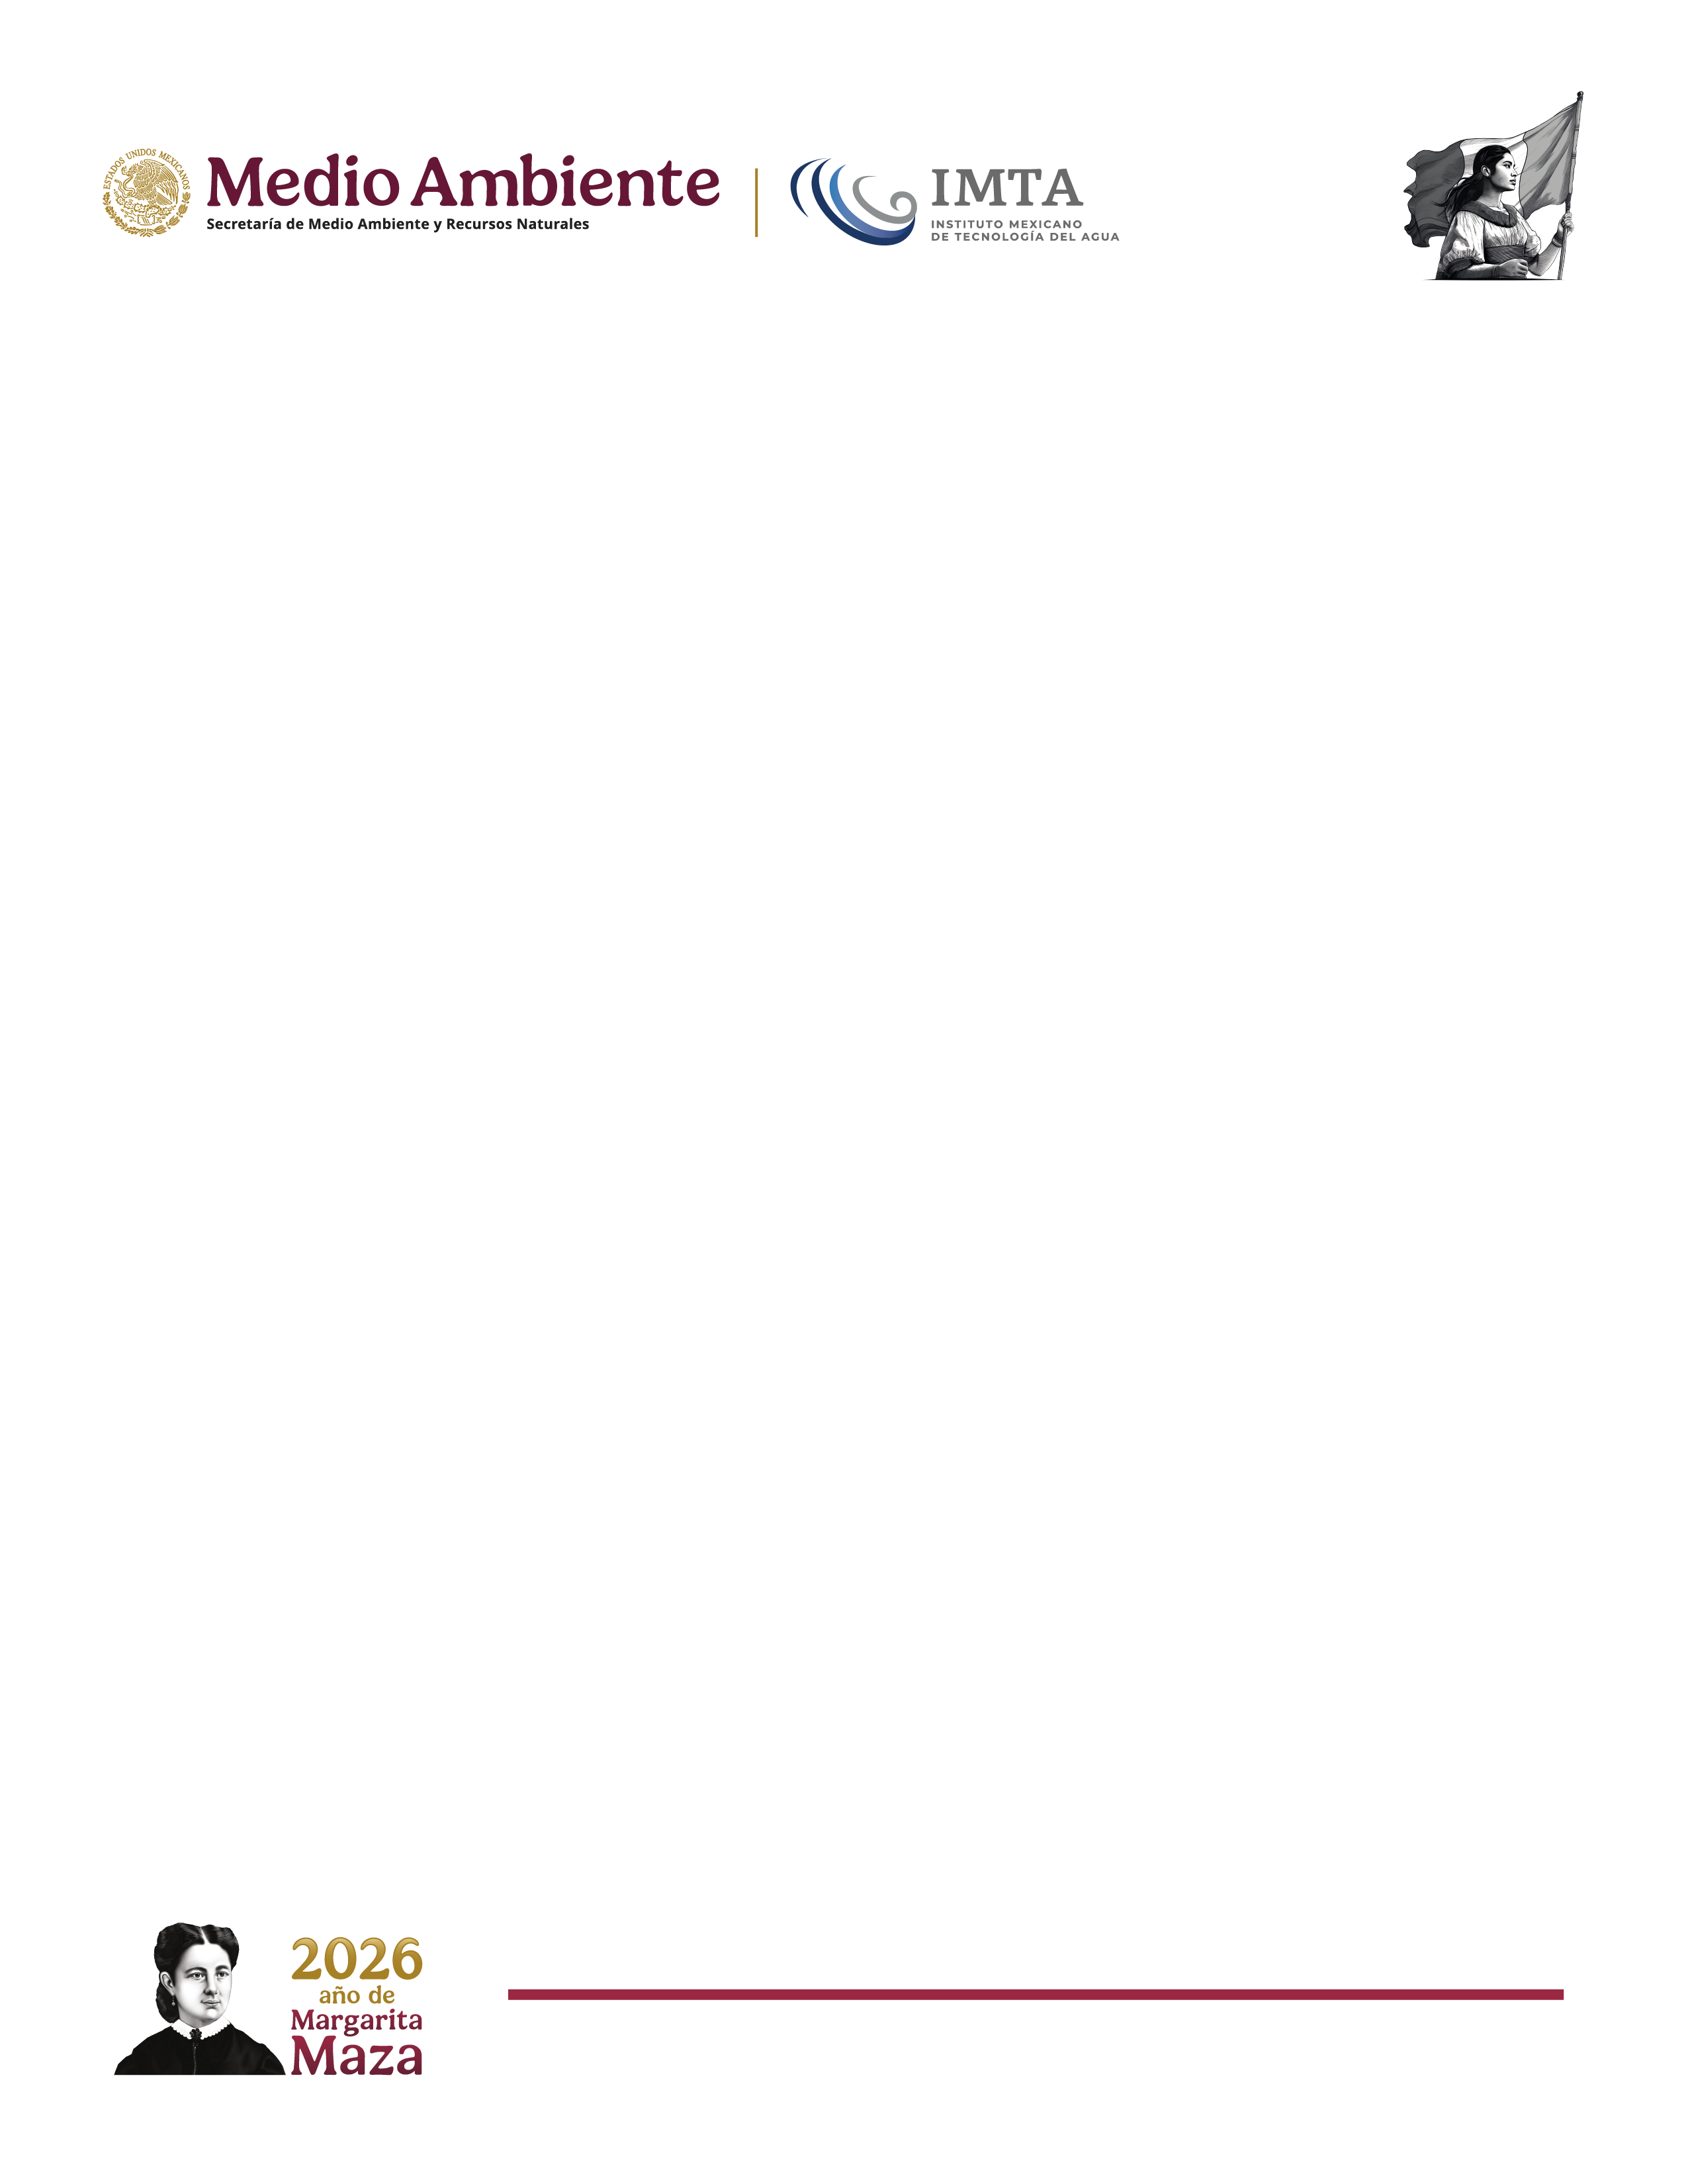 ESTADOS UNIDOS MEXICANOS
Medio Ambiente
Secretaría de Medio Ambiente y Recursos Naturales
IMTA
INSTITUTO MEXICANO
DE TECNOLOGÍA DEL AGUA
2026
año de
Margarita
Maza